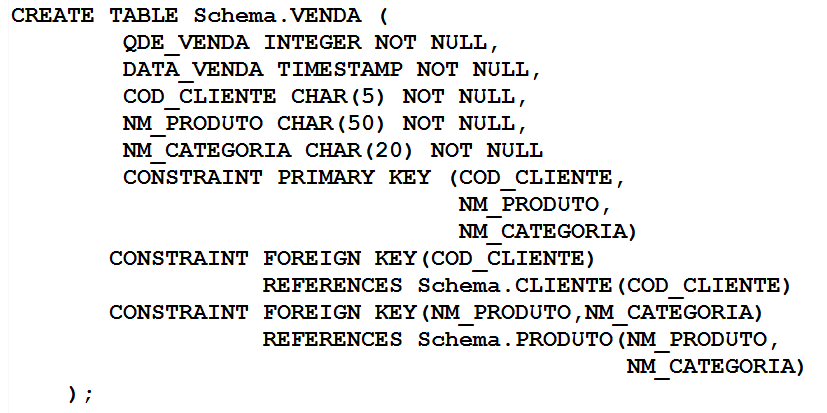 CREATE TABLE Schema.VENDA (
QDE_VENDA INTEGER NOT NULL,
DATA_VENDA TIMESTAMP NOT NULL,
COD_CLIENTE CHAR(5) NOT NULL,
NM_PRODUTO CHAR(50) NOT NULL,
NM_CATEGORIA CHAR(20) NOT NULL
CONSTRAINT PRIMARY KEY (COD_CLIENTE,
NM_PRODUTO,
NM_CATEGORIA)
CONSTRAINT FOREIGN KEY(COD_CLIENTE)
REFERENCES Schema.CLIENTE(COD_CLIENTE)
CONSTRAINT FOREIGN KEY(NM_PRODUTO,NM_CATEGORIA)
REFERENCES Schema.PRODUTO(NM_PRODUTO,
NM_CATEGORIA)
);